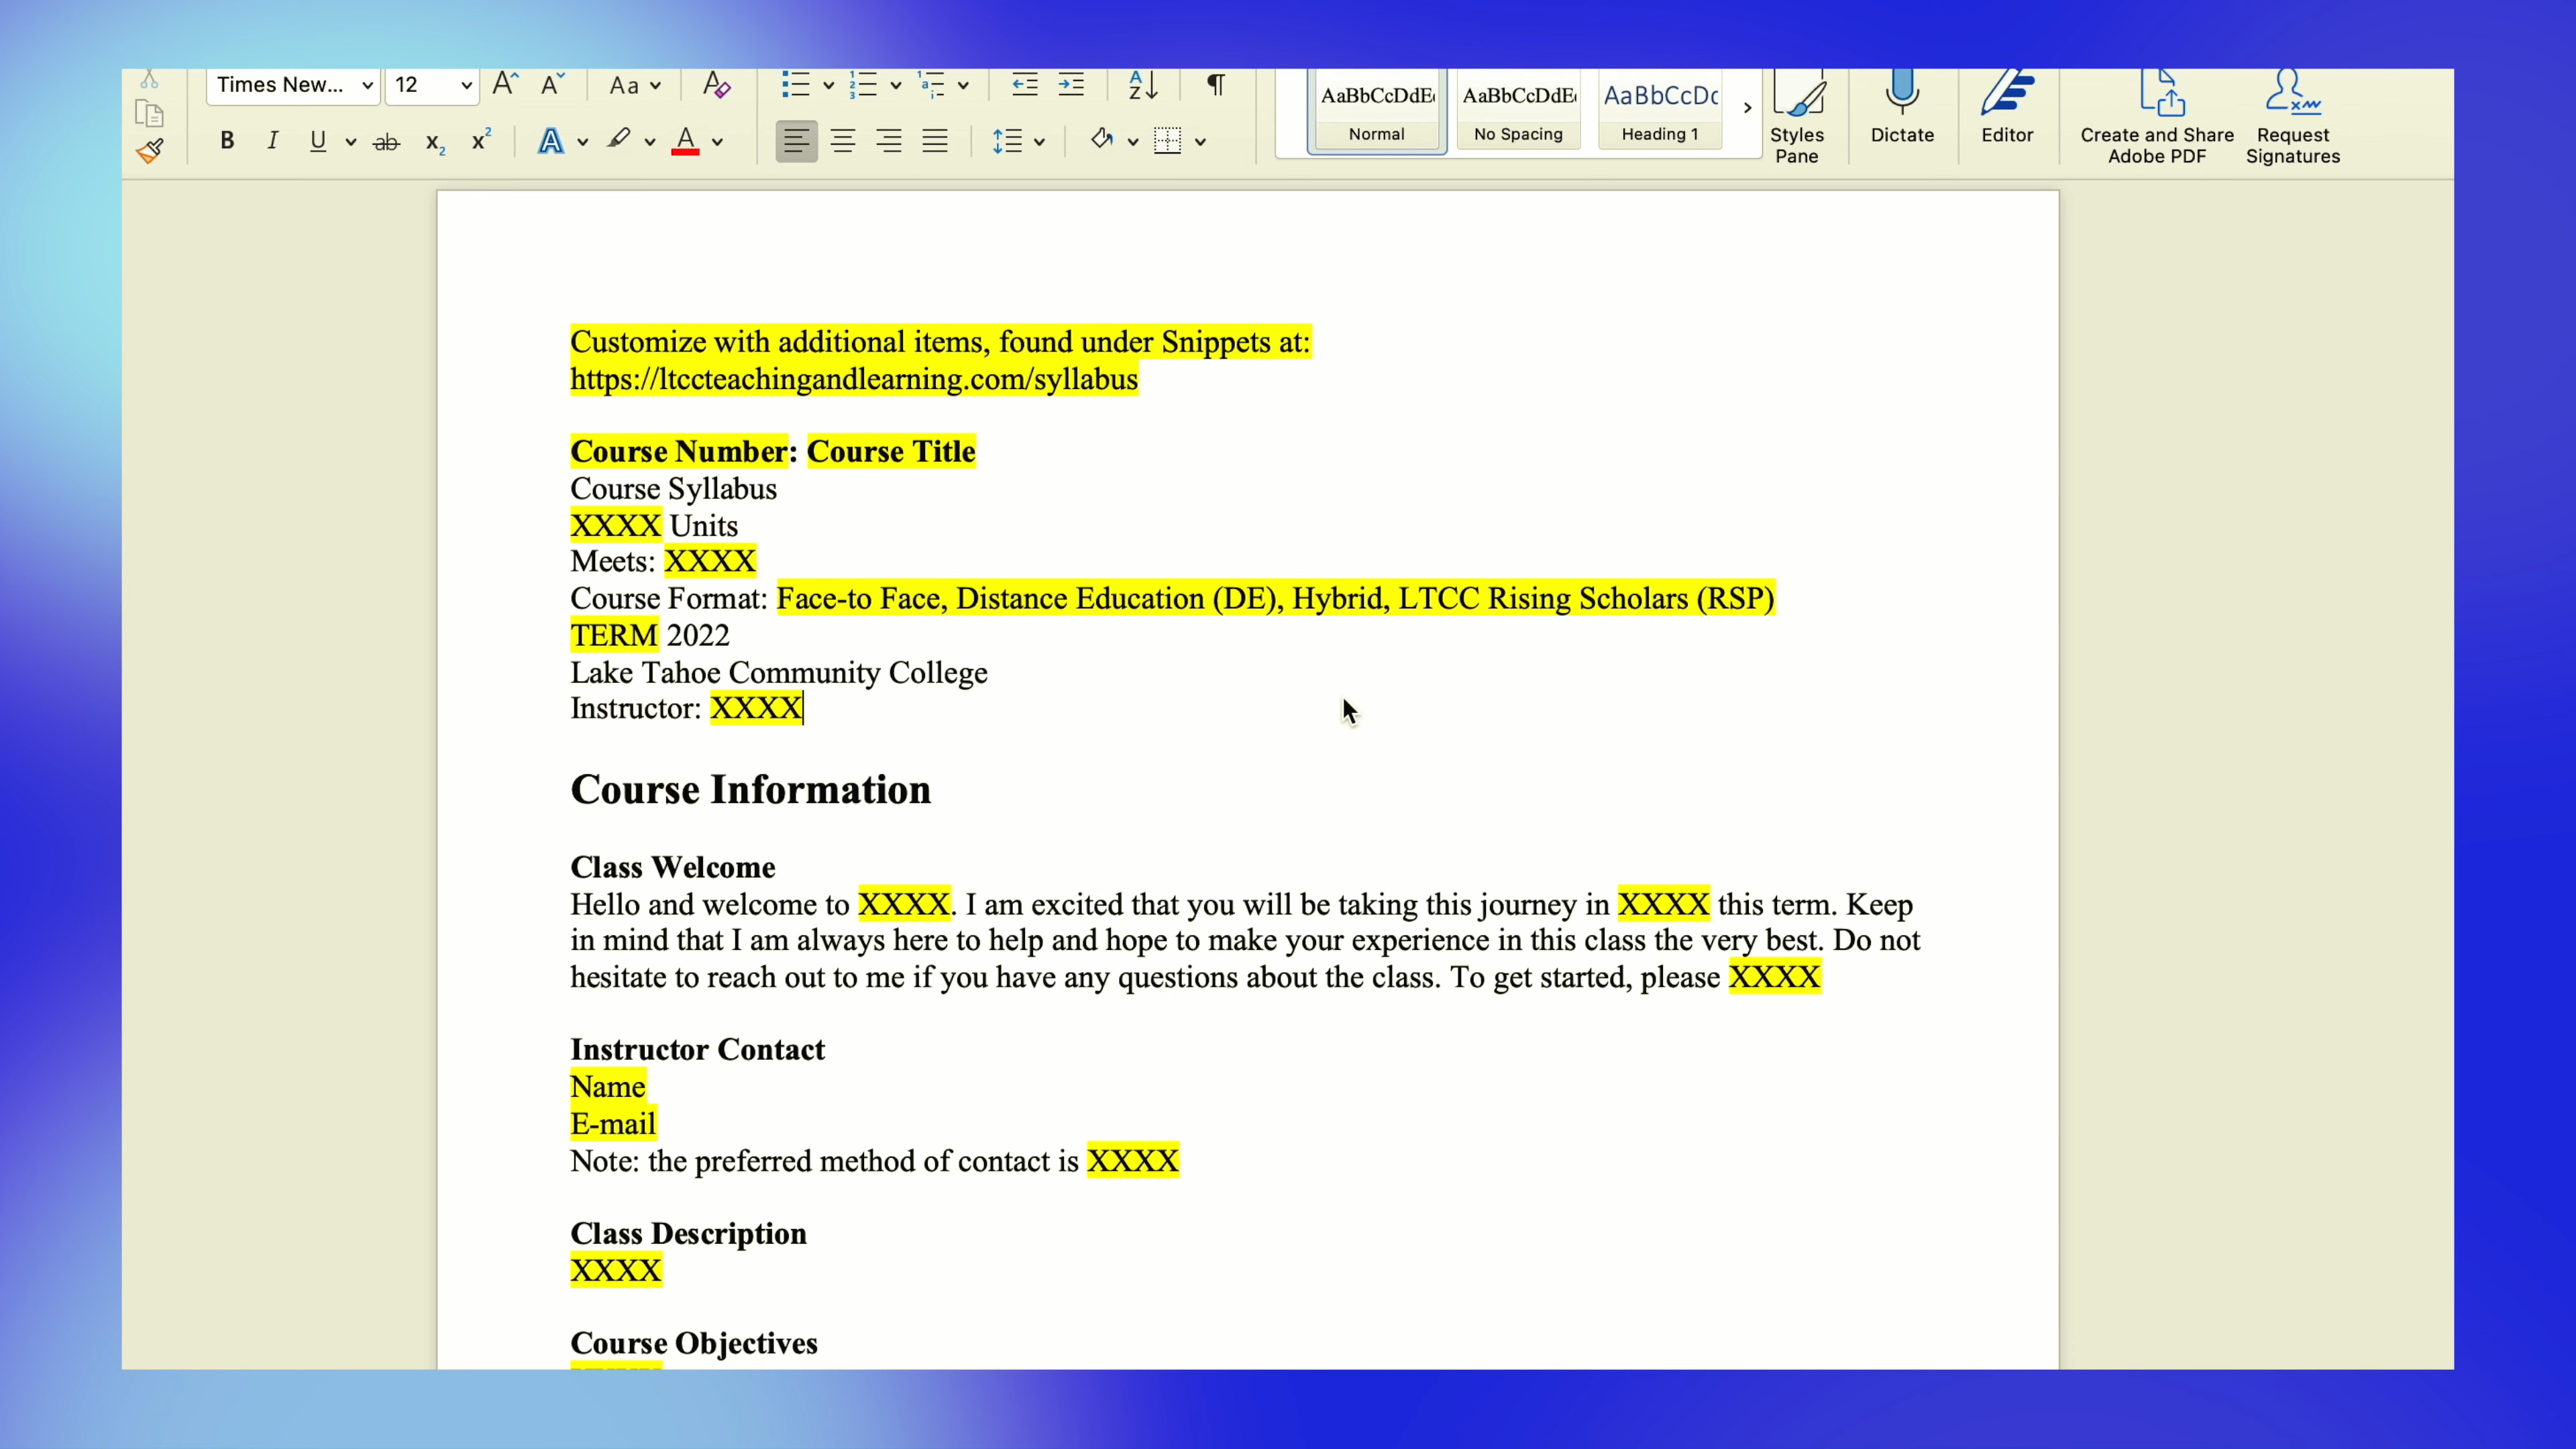 Times New...
12
Aa
B I U ab x2 x2 A A
AaBbCcDdE
Normal
AaBbCcDdE
No Spacing
AaBbCcDc
Heading 1
Styles
Pane
Dictate
Editor
Create and Share
Adobe PDF
Request
Signatures
Customize with additional items, found under Snippets at:
https://ltccteachingandlearning.com/syllabus
Course Number: Course Title
Course Syllabus
XXXX Units
Meets: XXXX
Course Format: Face-to Face, Distance Education (DE), Hybrid, LTCC Rising Scholars (RSP)
TERM 2022
Lake Tahoe Community College
Instructor: XXXX
Course Information
Class Welcome
Hello and welcome to XXXX. I am excited that you will be taking this journey in XXXX this term. Keep
in mind that I am always here to help and hope to make your experience in this class the very best. Do not
hesitate to reach out to me if you have any questions about the class. To get started, please XXXX
Instructor Contact
Name
E-mail
Note: the preferred method of contact is XXXX
Class Description
XXXX
Course Objectives